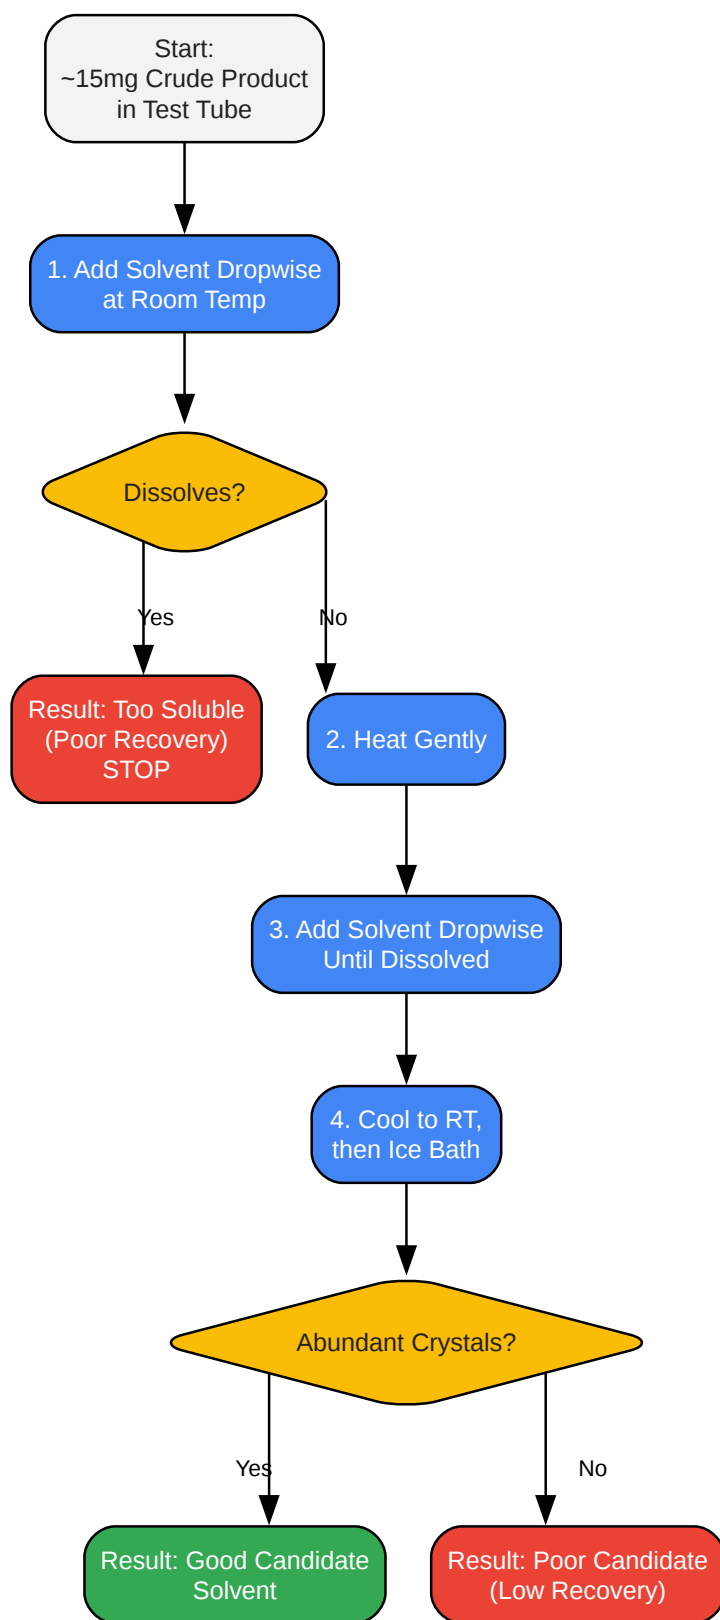 Start:
~15mg Crude Product
in Test Tube
1. Add Solvent Dropwise
at Room Temp
Dissolves?
Yes
No
Result: Too Soluble
(Poor Recovery)
STOP
2. Heat Gently
3. Add Solvent Dropwise
Until Dissolved
4. Cool to RT,
then Ice Bath
Abundant Crystals?
Yes
No
Result: Good Candidate
Solvent
Result: Poor Candidate
(Low Recovery)